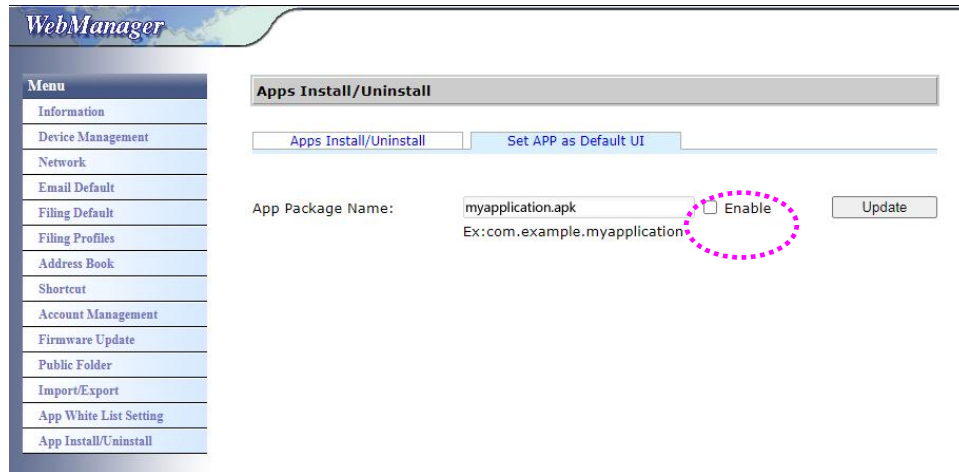 WebManager
Menu
Information
Device Management
Network
Email Default
Filing Default
Filing Profiles
Address Book
Shortcut
Account Management
Firmware Update
Public Folder
Import/Export
App White List Setting
App Install/Uninstall
Apps Install/Uninstall
Apps Install/Uninstall Set APP as Default UI
App Package Name: myapplication.apk Enable Update
Ex:com.example.myapplication